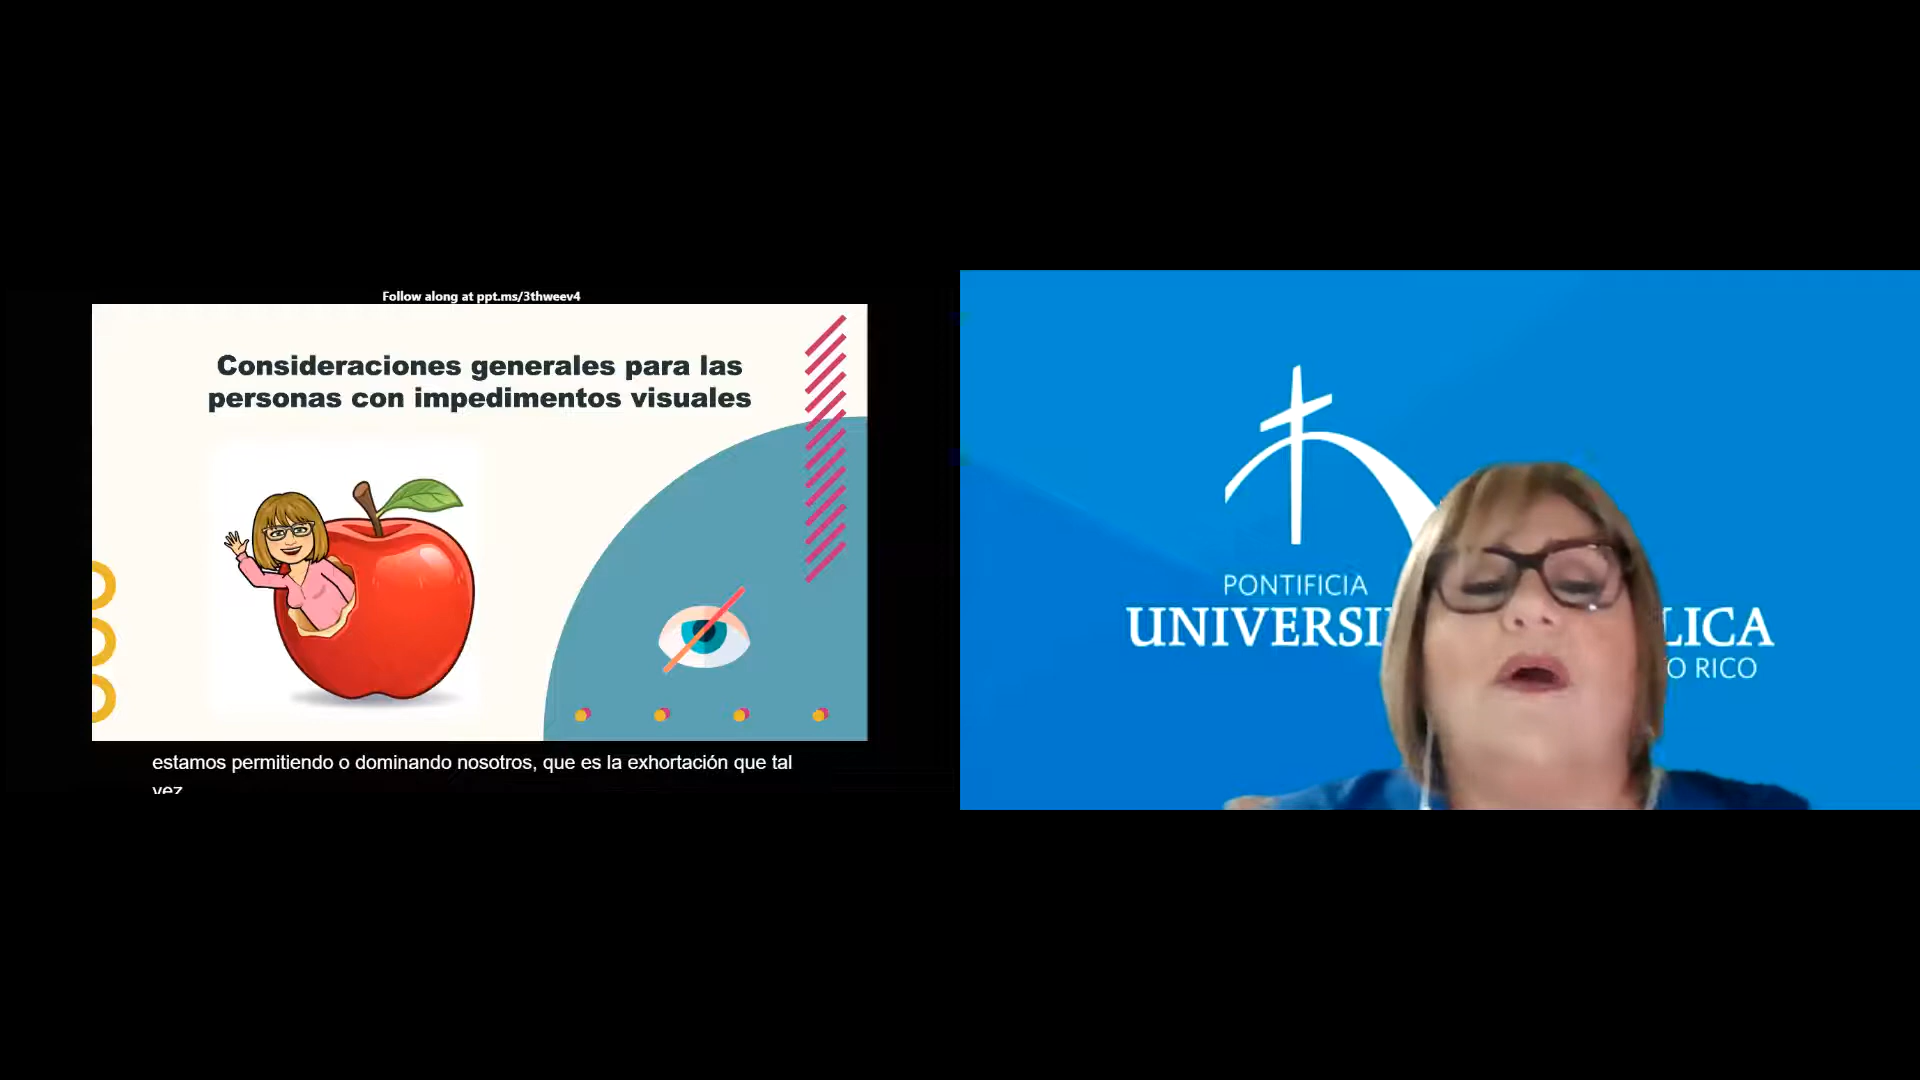 Follow along at ppt.ms/3thweev4
Consideraciones generales para las
personas con impedimentos visuales
estamos permitiendo o dominando nosotros, que es la exhortación que tal
vez
PONTIFICIA
UNIVERSI LICA
O RICO